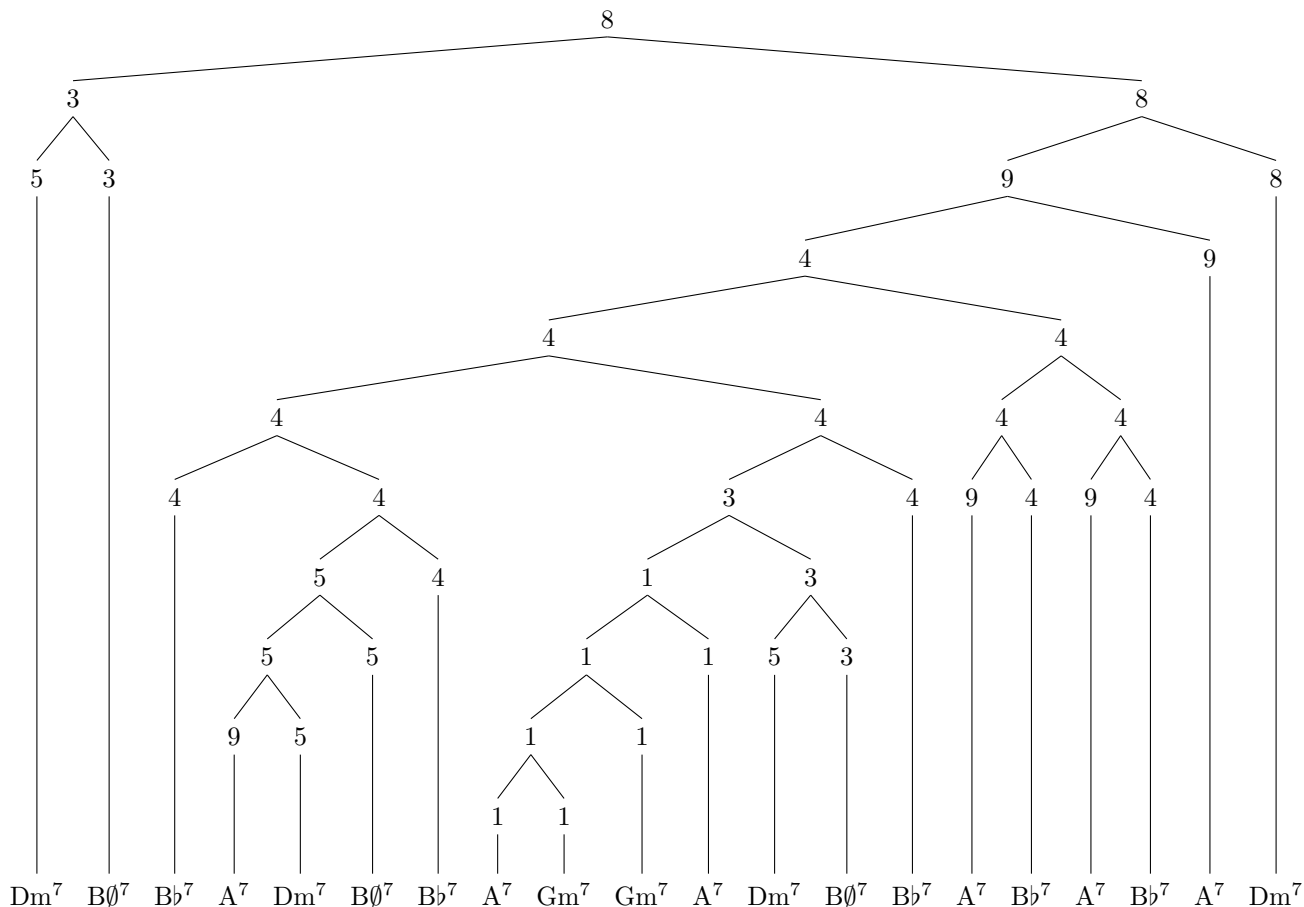 8
3 8
5 3 9 8
4 9
4 4
4 4 4 4
4 4 3 4 9 4 9 4
5 4 1 3
5 5 1 1 5 3
9 5 1 1
1 1
Dm⁷ B∅⁷ B♭⁷ A⁷ Dm⁷ B∅⁷ B♭⁷ A⁷ Gm⁷ Gm⁷ A⁷ Dm⁷ B∅⁷ B♭⁷ A⁷ B♭⁷ A⁷ B♭⁷ A⁷ Dm⁷